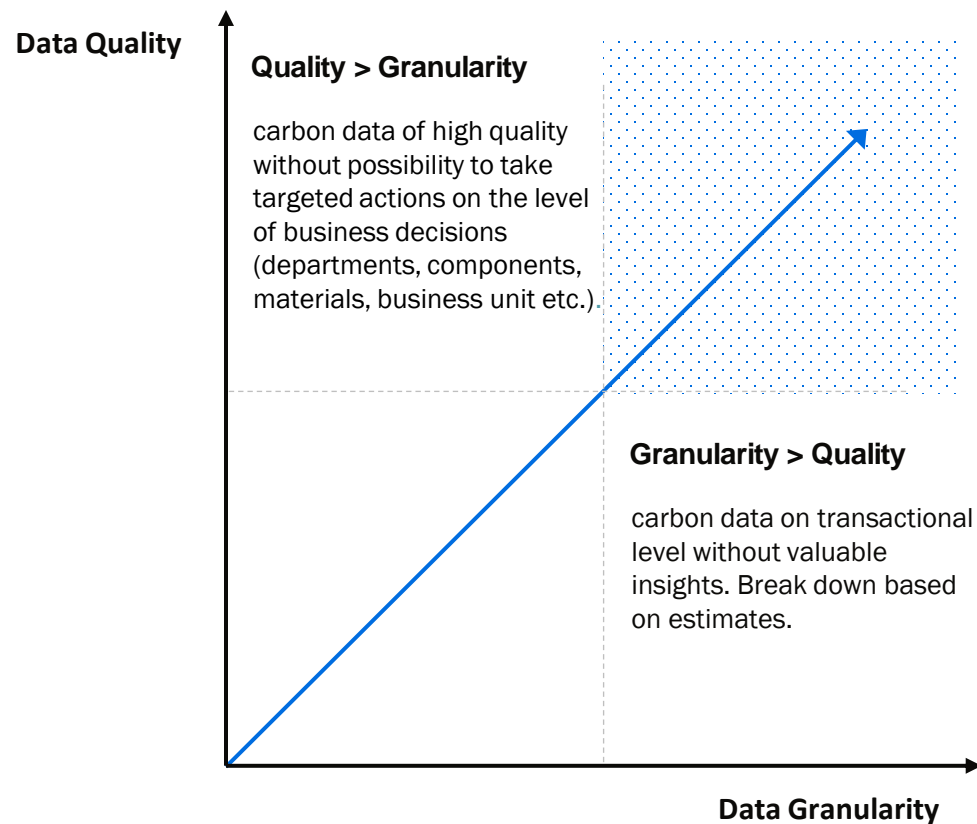 Data Quality
Quality > Granularity
carbon data of high quality
without possibility to take
targeted actions on the level
of business decisions
(departments, components,
materials, business unit etc.).
Granularity > Quality
carbon data on transactional
level without valuable
insights. Break down based
on estimates.
Data Granularity